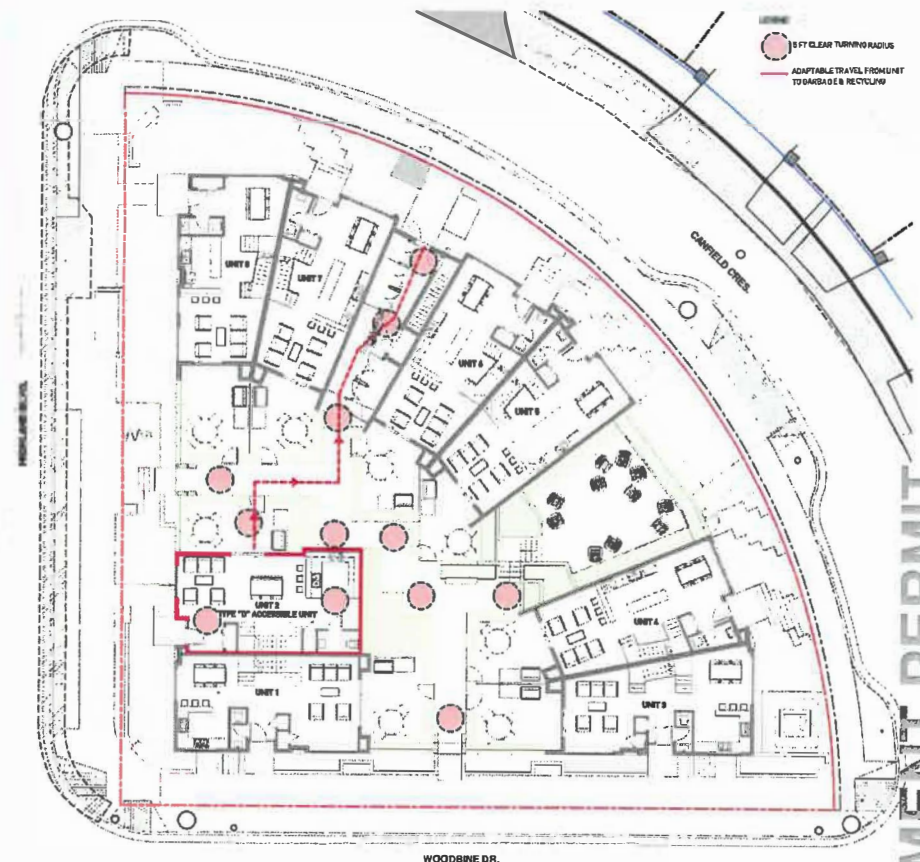 5 FT CLEAR TURNING RADIUS
ADAPTABLE TRAVEL FROM UNIT
TO GARBAGE & RECYCLING
CANFIELD CRES.
UNIT 8
UNIT 7
UNIT 6
UNIT 5
UNIT 2
TYPE "D" ACCESSIBLE UNIT
UNIT 4
UNIT 1
UNIT 3
WOODBINE DR.
PERMIT